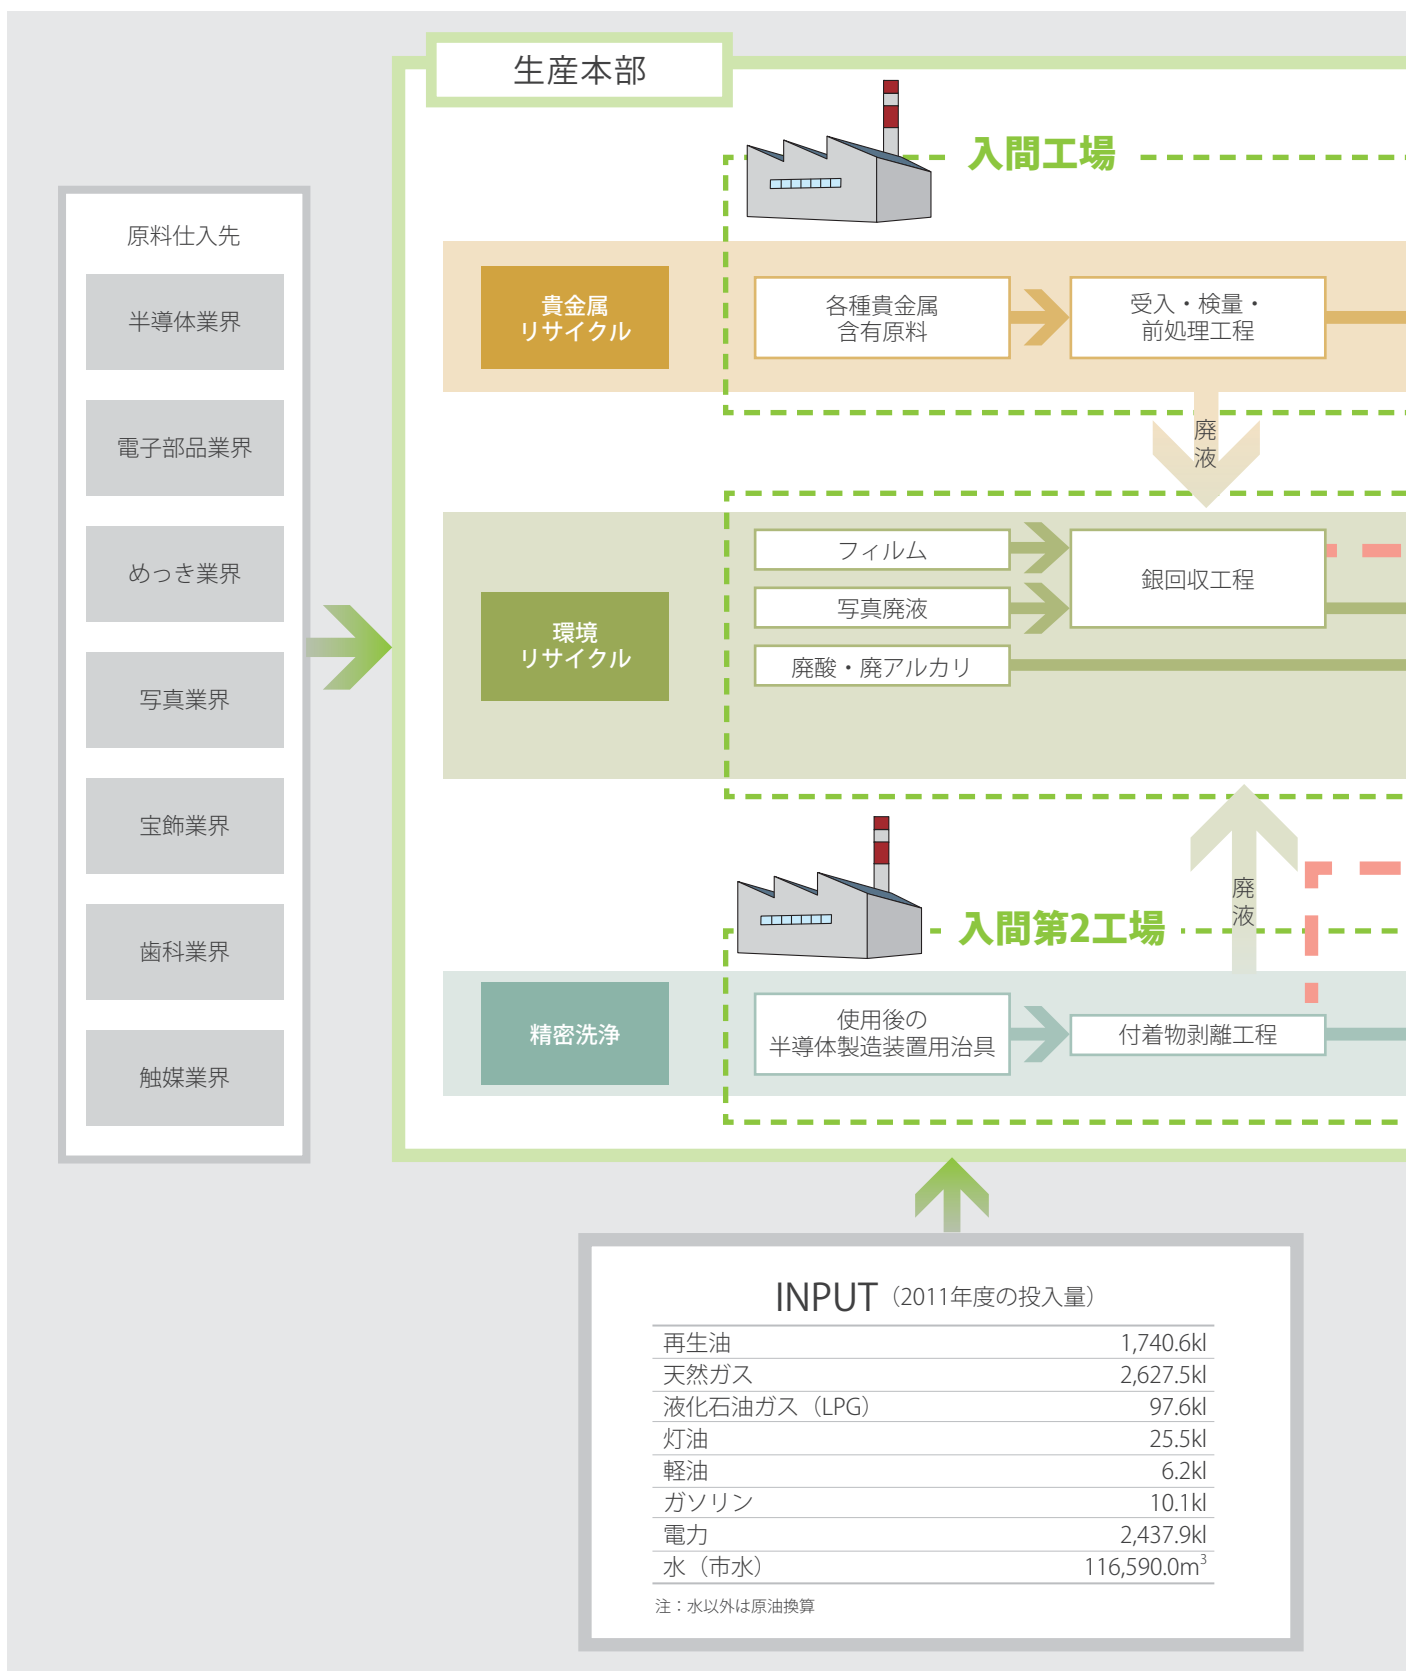 生産本部
入間工場
原料仕入先
半導体業界
電子部品業界
めっき業界
写真業界
宝飾業界
歯科業界
触媒業界
貴金属
リサイクル
各種貴金属
含有原料
受入・検量・
前処理工程
廃
液
環境
リサイクル
フィルム
写真廃液
廃酸・廃アルカリ
銀回収工程
廃
液
入間第2工場
精密洗浄
使用後の
半導体製造装置用治具
付着物剥離工程
INPUT（2011年度の投入量）
再生油 1,740.6kl
天然ガス 2,627.5kl
液化石油ガス（LPG） 97.6kl
灯油 25.5kl
軽油 6.2kl
ガソリン 10.1kl
電力 2,437.9kl
水（市水） 116,590.0m³
注：水以外は原油換算